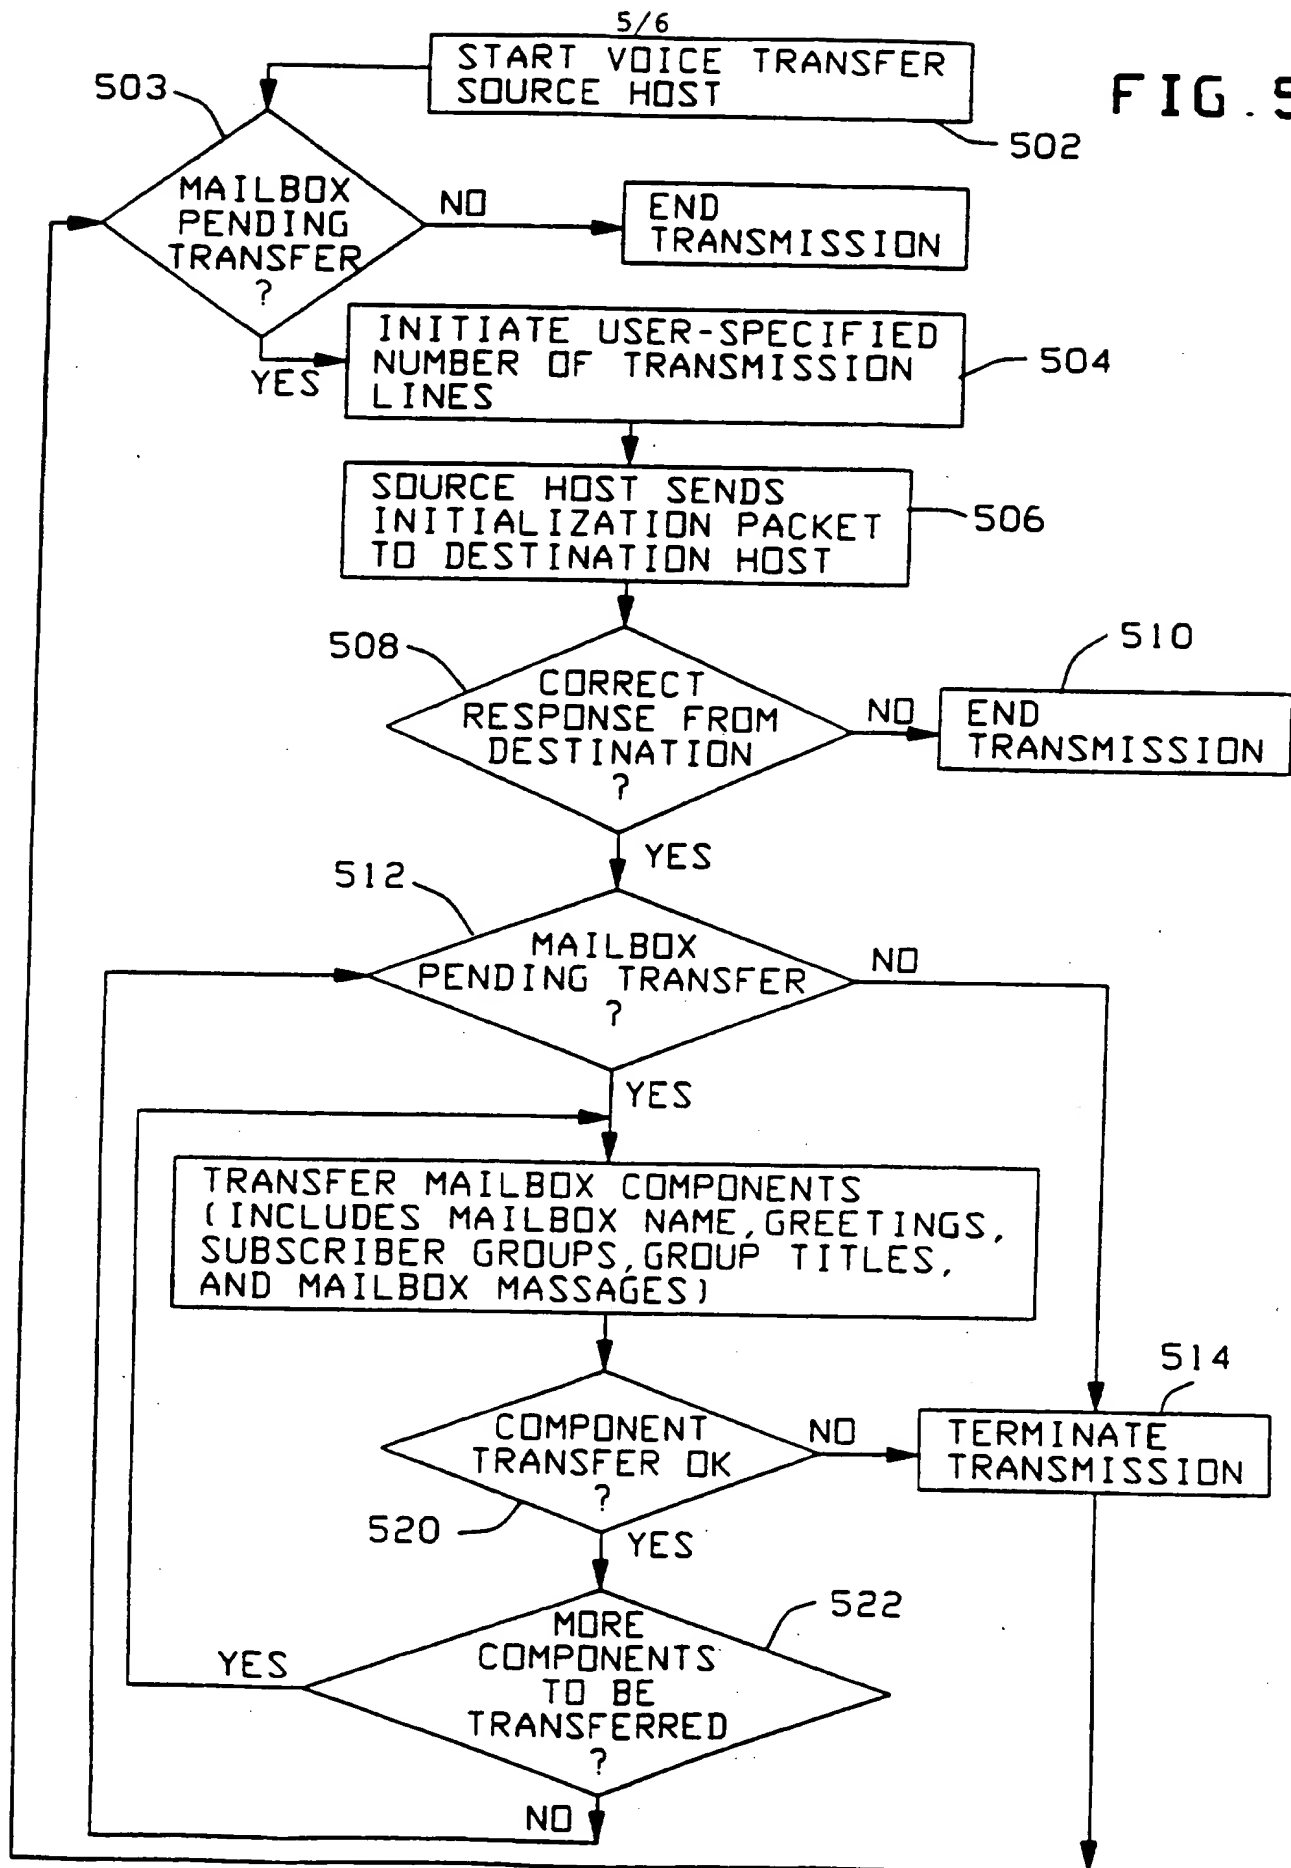 5/6
START VOICE TRANSFER
SOURCE HOST
FIG. 5
502
503
MAILBOX
PENDING
TRANSFER
?
NO
END
TRANSMISSION
YES
INITIATE USER-SPECIFIED
NUMBER OF TRANSMISSION
LINES
504
SOURCE HOST SENDS
INITIALIZATION PACKET
TO DESTINATION HOST
506
508
CORRECT
RESPONSE FROM
DESTINATION
?
NO
510
END
TRANSMISSION
YES
512
MAILBOX
PENDING TRANSFER
?
NO
YES
TRANSFER MAILBOX COMPONENTS
(INCLUDES MAILBOX NAME, GREETINGS,
SUBSCRIBER GROUPS, GROUP TITLES,
AND MAILBOX MASSAGES)
COMPONENT
TRANSFER OK
?
NO
514
TERMINATE
TRANSMISSION
520
YES
522
MORE
COMPONENTS
TO BE
TRANSFERRED
?
YES
NO